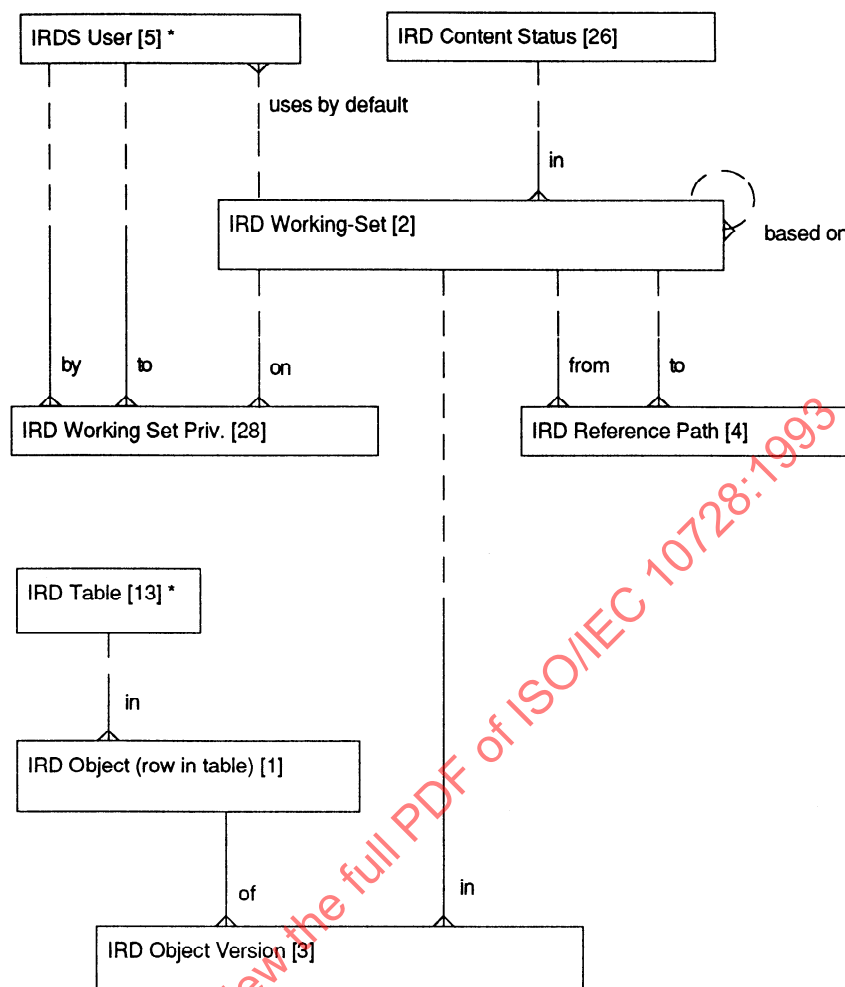 IRDS User [5] *
IRD Content Status [26]
uses by default
in
IRD Working-Set [2]
based on
by
to
on
from
to
IRD Working Set Priv. [28]
IRD Reference Path [4]
IRD Table [13] *
in
IRD Object (row in table) [1]
of
in
IRD Object Version [3]
iew the full PDF of ISO/IEC 10728:1993